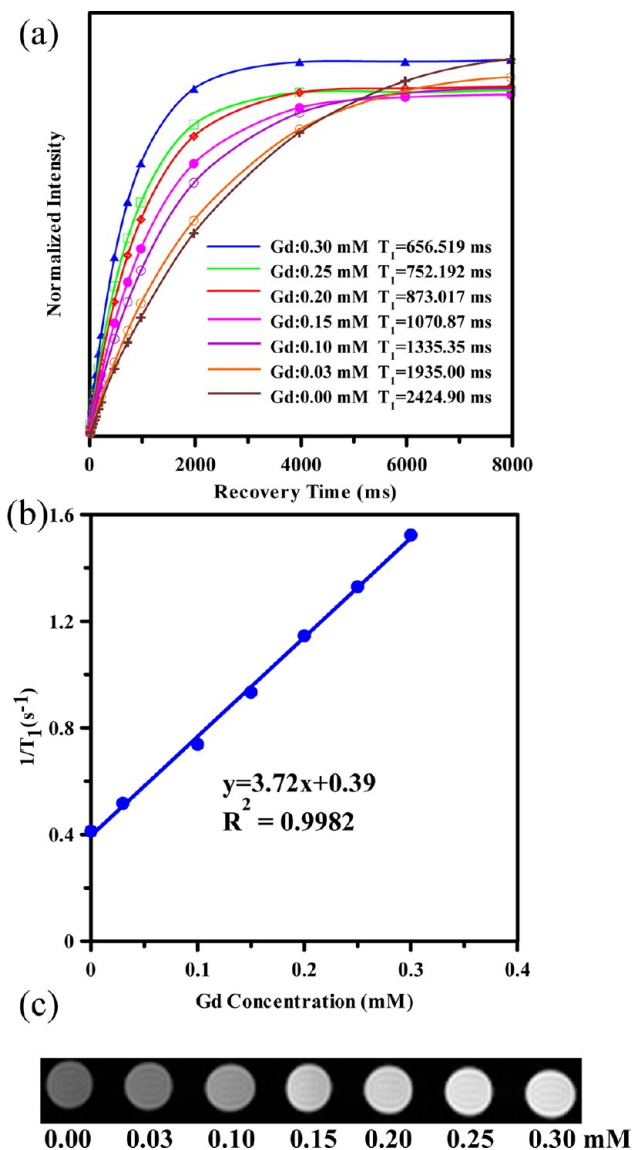 (a)
Normalized Intensity
Gd:0.30 mM T1=656.519 ms
Gd:0.25 mM T1=752.192 ms
Gd:0.20 mM T1=873.017 ms
Gd:0.15 mM T1=1070.87 ms
Gd:0.10 mM T1=1335.35 ms
Gd:0.03 mM T1=1935.00 ms
Gd:0.00 mM T1=2424.90 ms
0 2000 4000 6000 8000
Recovery Time (ms)
(b)
1.6
1.2
0.8
0.4
0
1/T1(s-1)
y=3.72x+0.39
R2 = 0.9982
0 0.1 0.2 0.3 0.4
Gd Concentration (mM)
(c)
0.00 0.03 0.10 0.15 0.20 0.25 0.30 mM